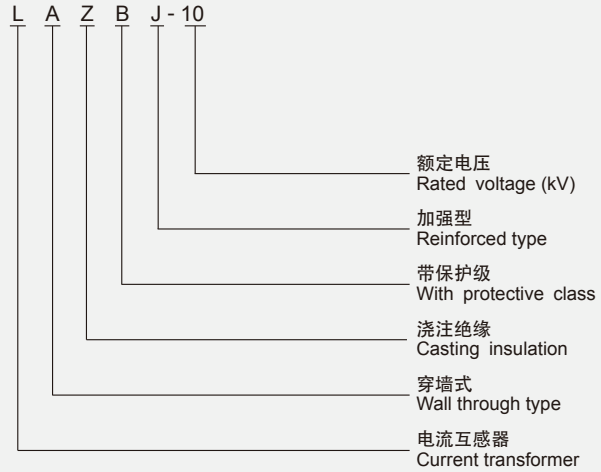 L A Z B J - 10
额定电压
Rated voltage (kV)
加强型
Reinforced type
带保护级
With protective class
浇注绝缘
Casting insulation
穿墙式
Wall through type
电流互感器
Current transformer